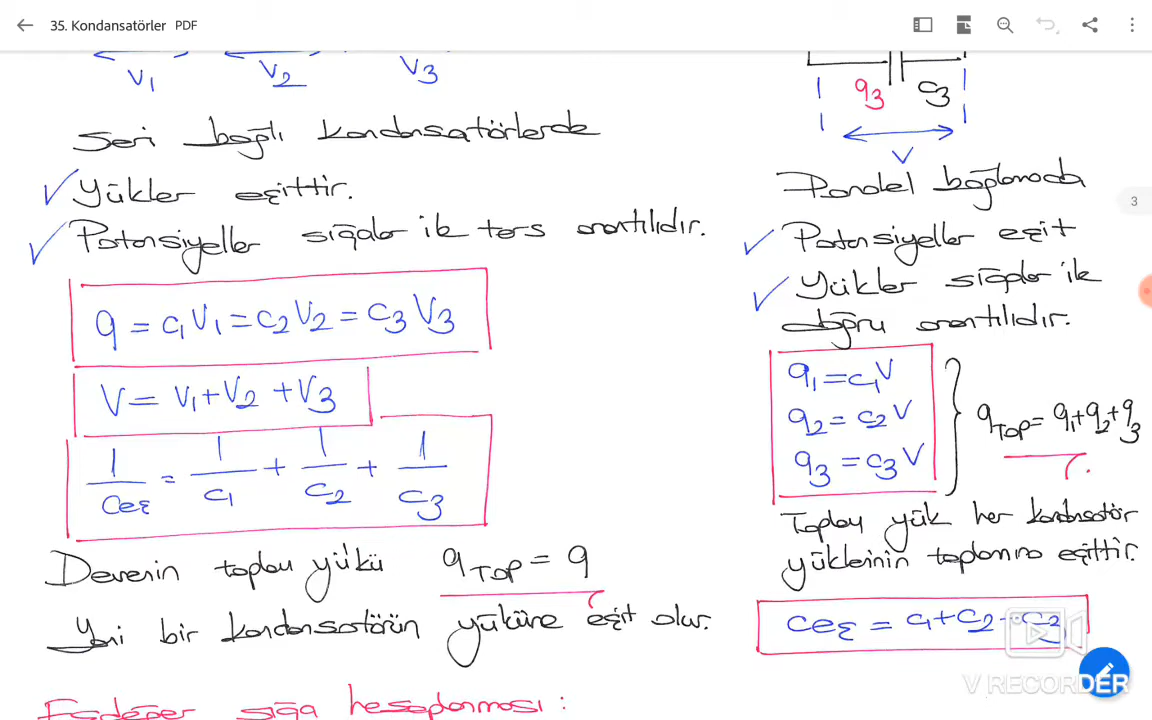 35. Kondansatörler PDF
V1 V2 V3
Seri bağlı kondansatörlerde
✓ Yükler eşittir.
✓ Potansiyeller sığalar ile ters orantılıdır.
q = c1V1 = c2V2 = c3V3
V = V1+V2+V3
1/Ceş = 1/C1 + 1/C2 + 1/C3
Devrenin toplam yükü qTOP = q
Yani bir kondansatörün yüküne eşit olur.
Eşdeğer sığa hesaplanması:
q3 C3
V
Paralel bağlamada
✓ Potansiyeller eşit
✓ Yükler sığalar ile
doğru orantılıdır.
q1 = c1V
q2 = c2V
q3 = c3V
qTOP = q1+q2+q3
Toplam yük her kondansatör
yüklerinin toplamına eşittir.
Ceş = C1+C2+
3
V RECORDER